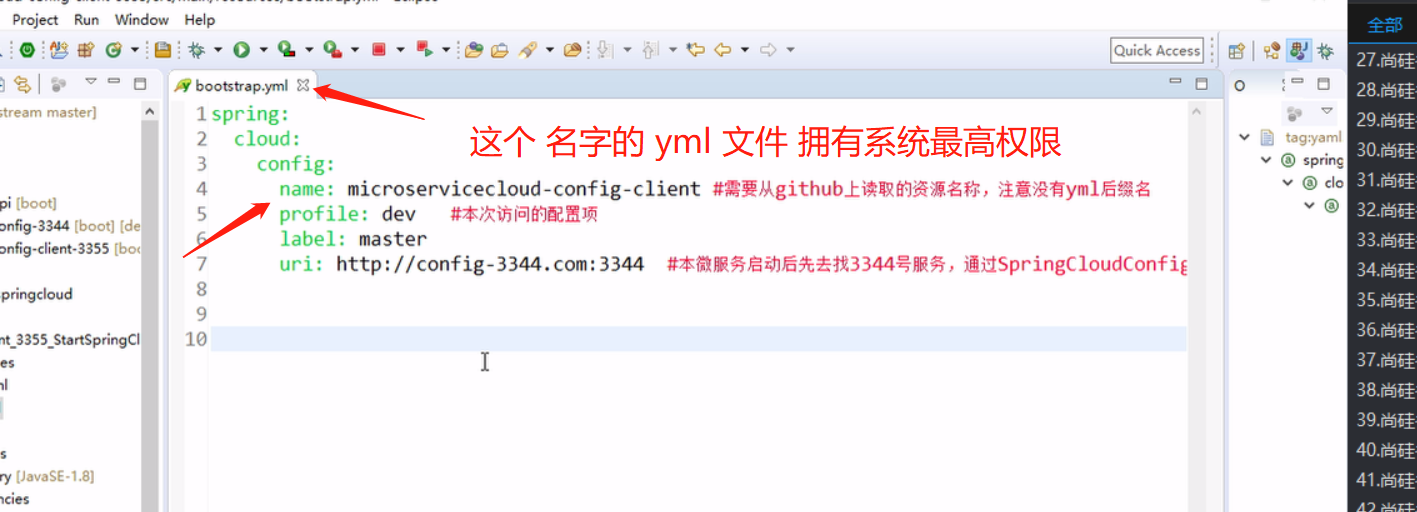 Project Run Window Help
Quick Access
全部
bootstrap.yml
stream master]
这个 名字的 yml 文件 拥有系统最高权限
1 spring:
2 cloud:
3 config:
4 name: microservicecloud-config-client #需要从github上读取的资源名称，注意没有yml后缀名
5 profile: dev #本次访问的配置项
6 label: master
7 uri: http://config-3344.com:3344 #本微服务启动后先去找3344号服务，通过SpringCloudConfig
8
9
10
pi [boot]
onfig-3344 [boot] [de
onfig-client-3355 [boo
pringcloud
nt_3355_StartSpringCl
es
ml
s
ry [JavaSE-1.8]
ncies
O
tag:yaml
spring
clo
27.尚硅
28.尚硅
29.尚硅
30.尚硅
31.尚硅
32.尚硅
33.尚硅
34.尚硅
35.尚硅
36.尚硅
37.尚硅
38.尚硅
39.尚硅
40.尚硅
41.尚硅
42.尚硅